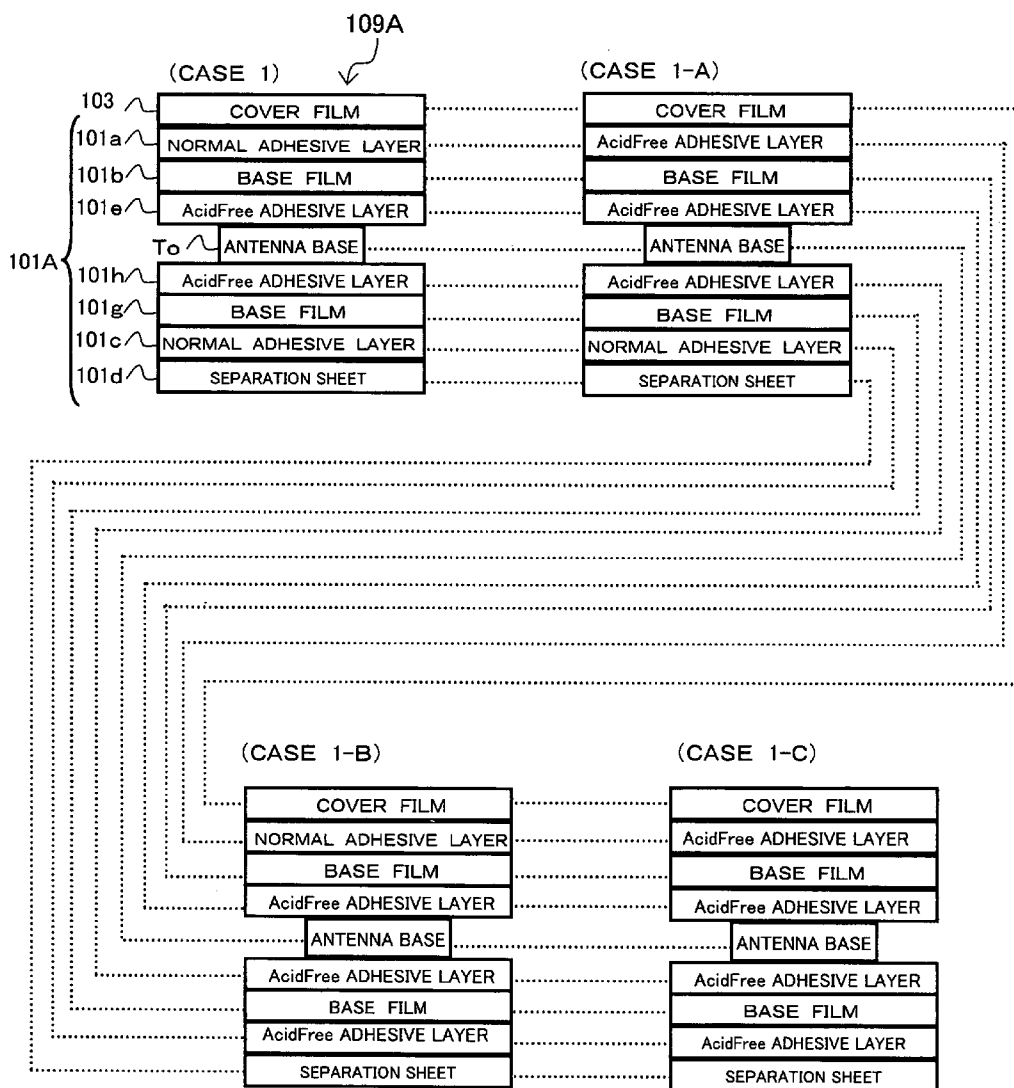 109A
(CASE 1)
(CASE 1-A)
103
COVER FILM
COVER FILM
101a
NORMAL ADHESIVE LAYER
AcidFree ADHESIVE LAYER
101b
BASE FILM
BASE FILM
101e
AcidFree ADHESIVE LAYER
AcidFree ADHESIVE LAYER
To
ANTENNA BASE
ANTENNA BASE
101A
101h
AcidFree ADHESIVE LAYER
AcidFree ADHESIVE LAYER
101g
BASE FILM
BASE FILM
101c
NORMAL ADHESIVE LAYER
NORMAL ADHESIVE LAYER
101d
SEPARATION SHEET
SEPARATION SHEET
(CASE 1-B)
(CASE 1-C)
COVER FILM
COVER FILM
NORMAL ADHESIVE LAYER
AcidFree ADHESIVE LAYER
BASE FILM
BASE FILM
AcidFree ADHESIVE LAYER
AcidFree ADHESIVE LAYER
ANTENNA BASE
ANTENNA BASE
AcidFree ADHESIVE LAYER
AcidFree ADHESIVE LAYER
BASE FILM
BASE FILM
AcidFree ADHESIVE LAYER
AcidFree ADHESIVE LAYER
SEPARATION SHEET
SEPARATION SHEET